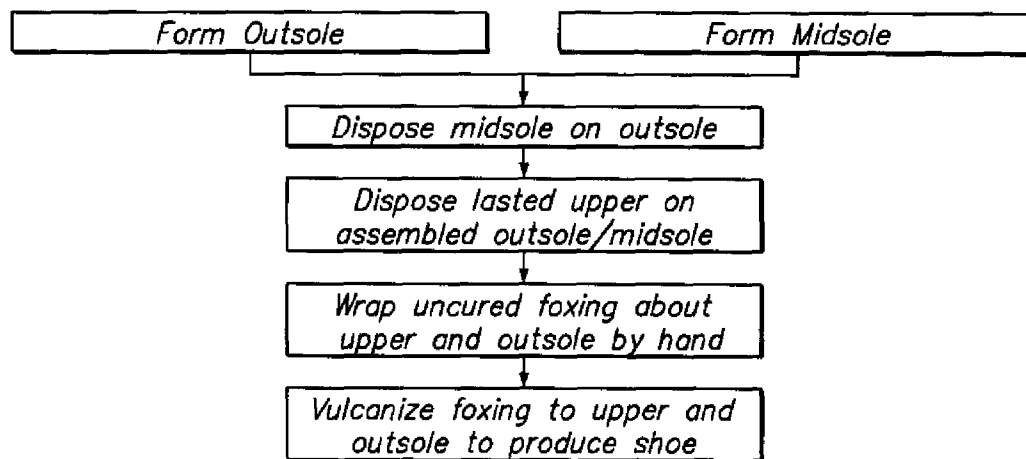 Form Outsole
Form Midsole
Dispose midsole on outsole
Dispose lasted upper on
assembled outsole/midsole
Wrap uncured foxing about
upper and outsole by hand
Vulcanize foxing to upper and
outsole to produce shoe